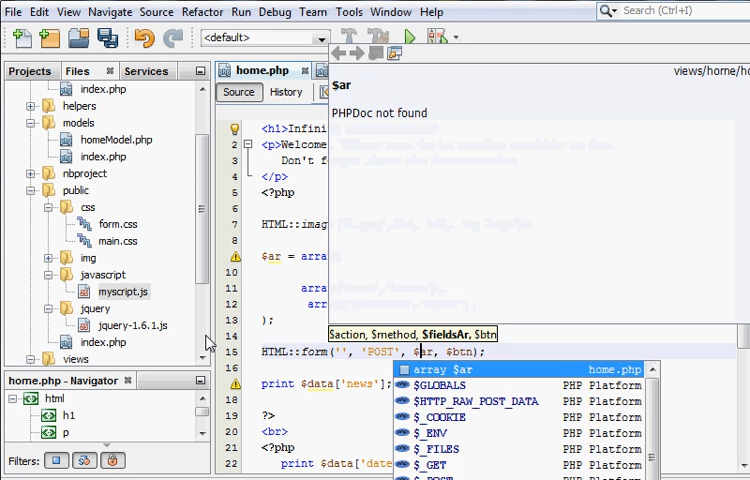 File Edit View Navigate Source Refactor Run Debug Team Tools Window Help
Search (Ctrl+I)
<default>
Projects Files Services
home.php
views/home/ho
Source History
$ar
PHPDoc not found
index.php
helpers
models
homeModel.php
index.php
nbproject
public
css
form.css
main.css
img
javascript
myscript.js
jquery
jquery-1.6.1.js
index.php
views
home.php - Navigator
html
h1
p
Filters:
1 <h1>Infini
2 <p>Welcome
3 Don't f
4 </p>
5 <?php
6
7 HTML::imag
8
$ar = arra
10
11 arra
12 arr
13 );
14
$action, $method, $fieldsAr, $btn
15 HTML::form('', 'POST', $ar, $btn);
16
print $data['news'];
18
19 ?>
20 <br>
21 <?php
22 print $data['date
array $ar home.php
$GLOBALS PHP Platform
$HTTP_RAW_POST_DATA PHP Platform
$_COOKIE PHP Platform
$_ENV PHP Platform
$_FILES PHP Platform
$_GET PHP Platform
$_POST PHP Platform